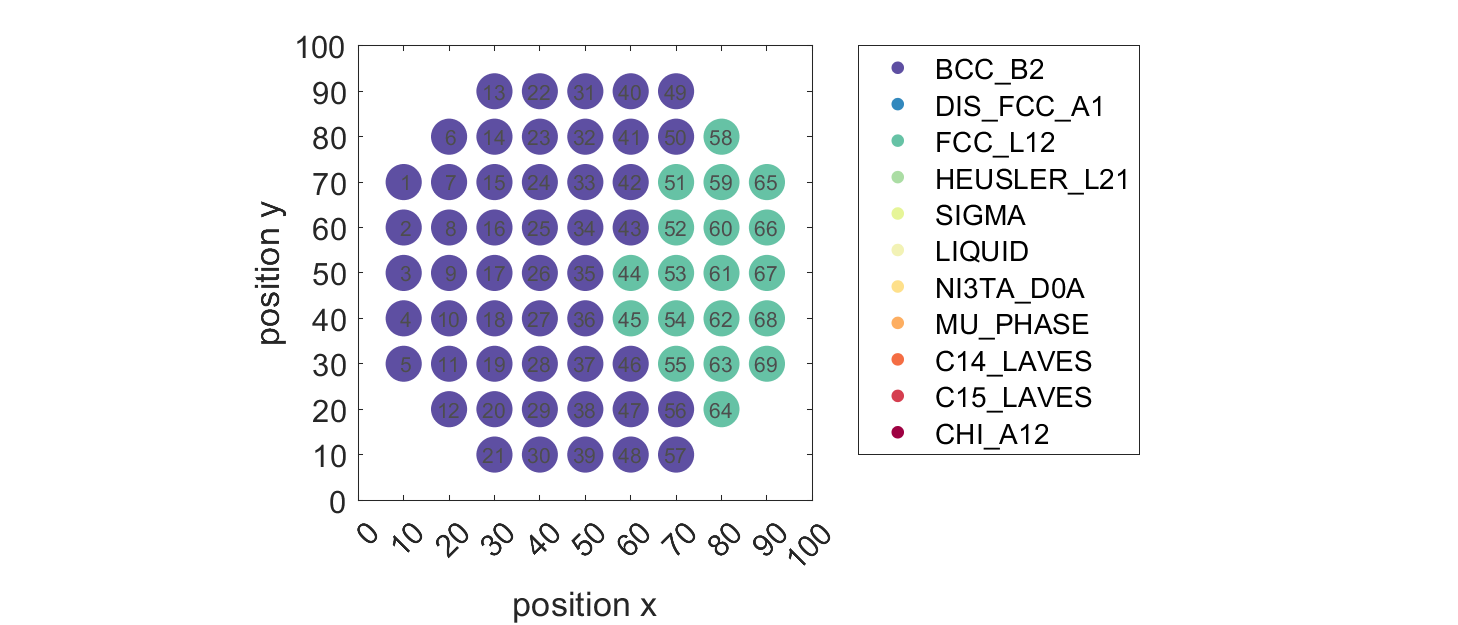 100
90
13 22 31 40 49
80
6 14 23 32 41 50 58
70
1 7 15 24 33 42 51 59 65
60
2 8 16 25 34 43 52 60 66
50
3 9 17 26 35 44 53 61 67
40
4 10 18 27 36 45 54 62 68
30
5 11 19 28 37 46 55 63 69
20
12 20 29 38 47 56 64
10
21 30 39 48 57
0
0 10 20 30 40 50 60 70 80 90 100
position y
position x
BCC_B2
DIS_FCC_A1
FCC_L12
HEUSLER_L21
SIGMA
LIQUID
NI3TA_D0A
MU_PHASE
C14_LAVES
C15_LAVES
CHI_A12